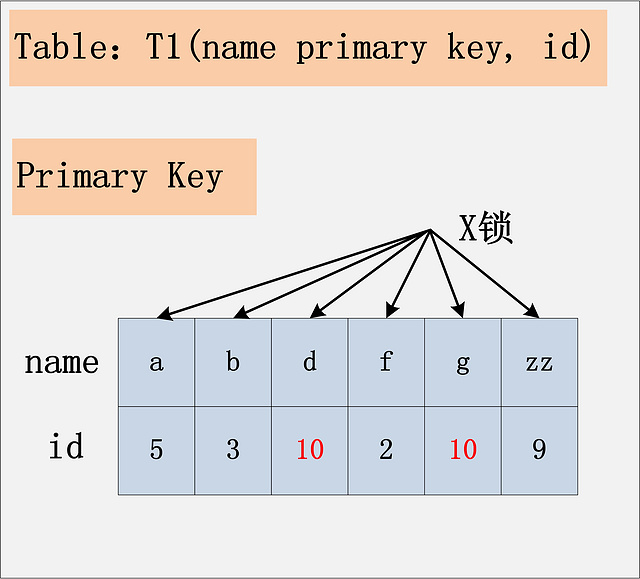 Table：T1(name primary key, id)
Primary Key
X锁
name a b d f g zz
id 5 3 10 2 10 9